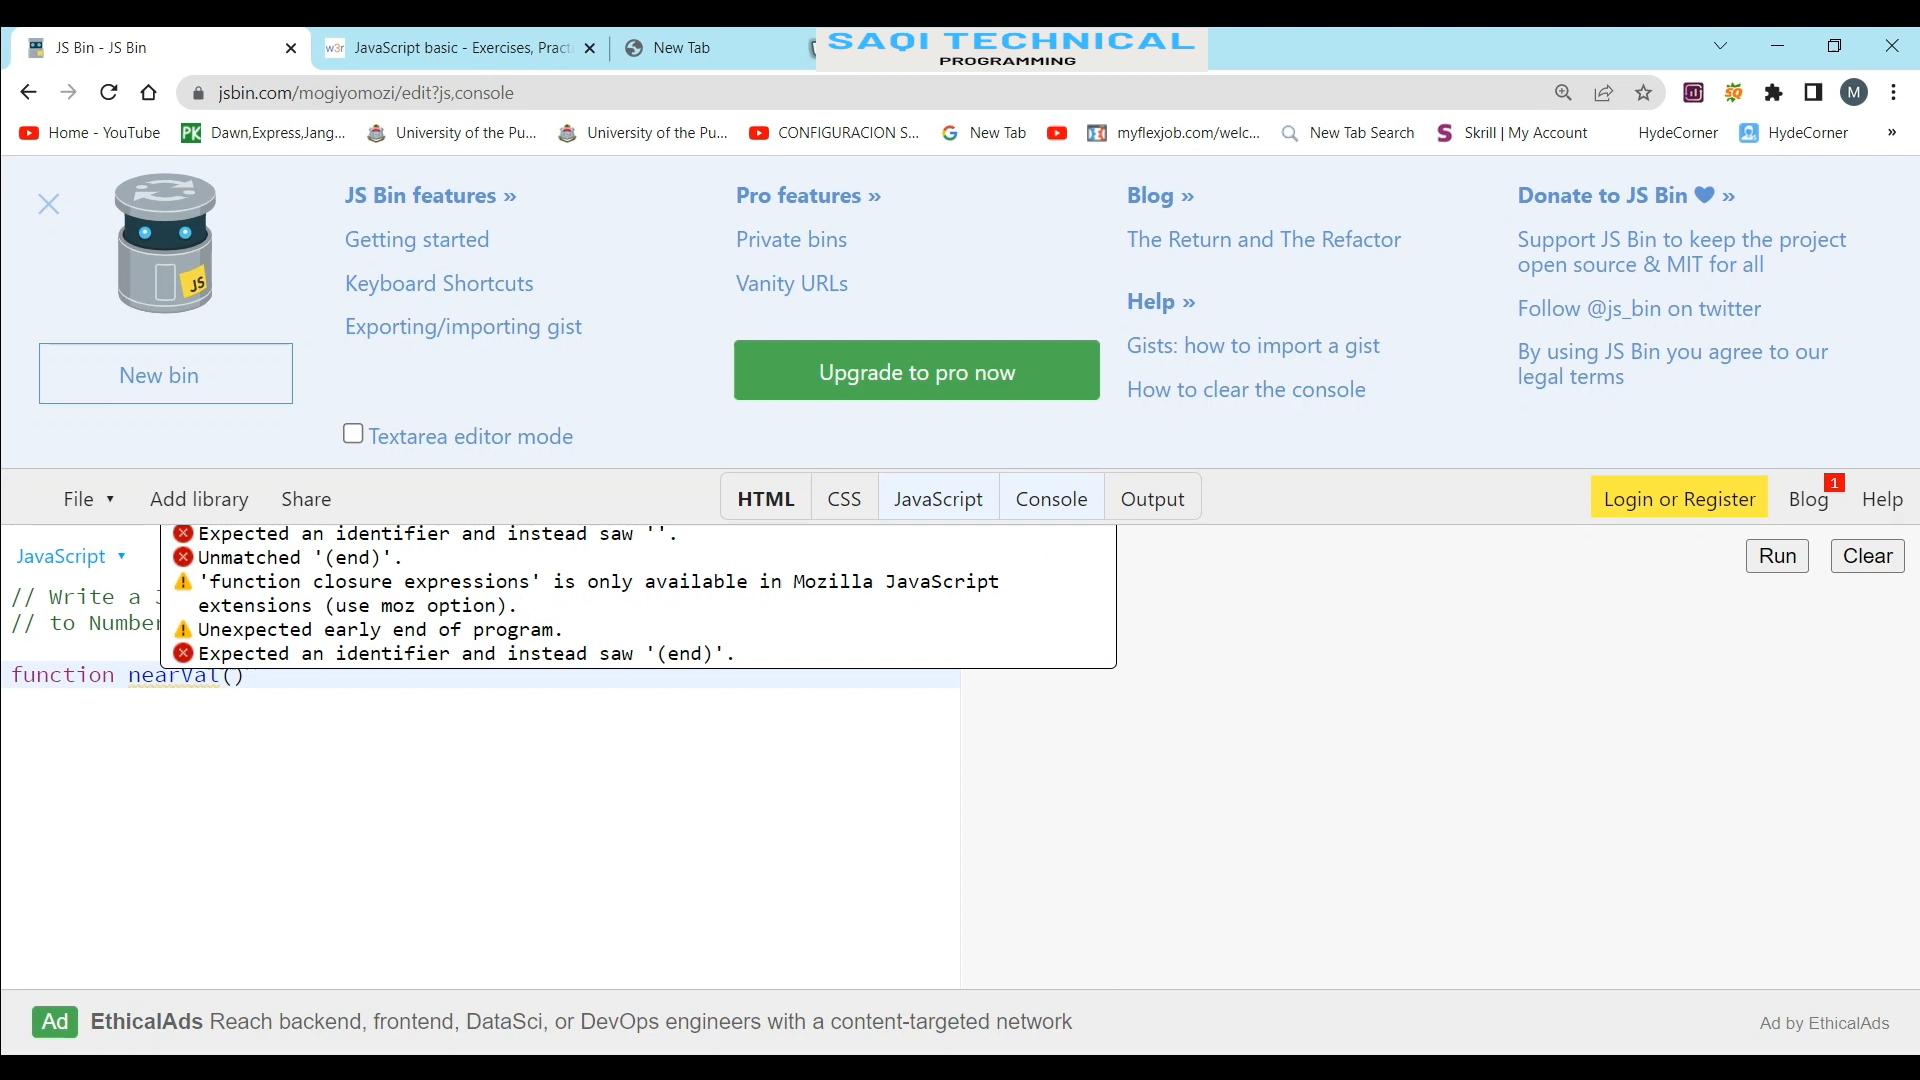 JS Bin - JS Bin
JavaScript basic - Exercises, Pract
New Tab
SAQI TECHNICAL
PROGRAMMING
jsbin.com/mogiyomozi/edit?js,console
M
Home - YouTube
Dawn,Express,Jang...
University of the Pu...
University of the Pu...
CONFIGURACION S...
New Tab
myflexjob.com/welc...
New Tab Search
Skrill | My Account
HydeCorner
HydeCorner
»
JS
New bin
JS Bin features »
Getting started
Keyboard Shortcuts
Exporting/importing gist
Textarea editor mode
Pro features »
Private bins
Vanity URLs
Upgrade to pro now
Blog »
The Return and The Refactor
Help »
Gists: how to import a gist
How to clear the console
Donate to JS Bin ♥ »
Support JS Bin to keep the project
open source & MIT for all
Follow @js_bin on twitter
By using JS Bin you agree to our
legal terms
File
Add library
Share
HTML
CSS
JavaScript
Console
Output
Login or Register
Blog
1
Help
JavaScript
Run
Clear
Expected an identifier and instead saw ''.
Unmatched '(end)'.
'function closure expressions' is only available in Mozilla JavaScript
extensions (use moz option).
Unexpected early end of program.
Expected an identifier and instead saw '(end)'.
// Write a
// to Number
function nearVal()
Ad
EthicalAds Reach backend, frontend, DataSci, or DevOps engineers with a content-targeted network
Ad by EthicalAds